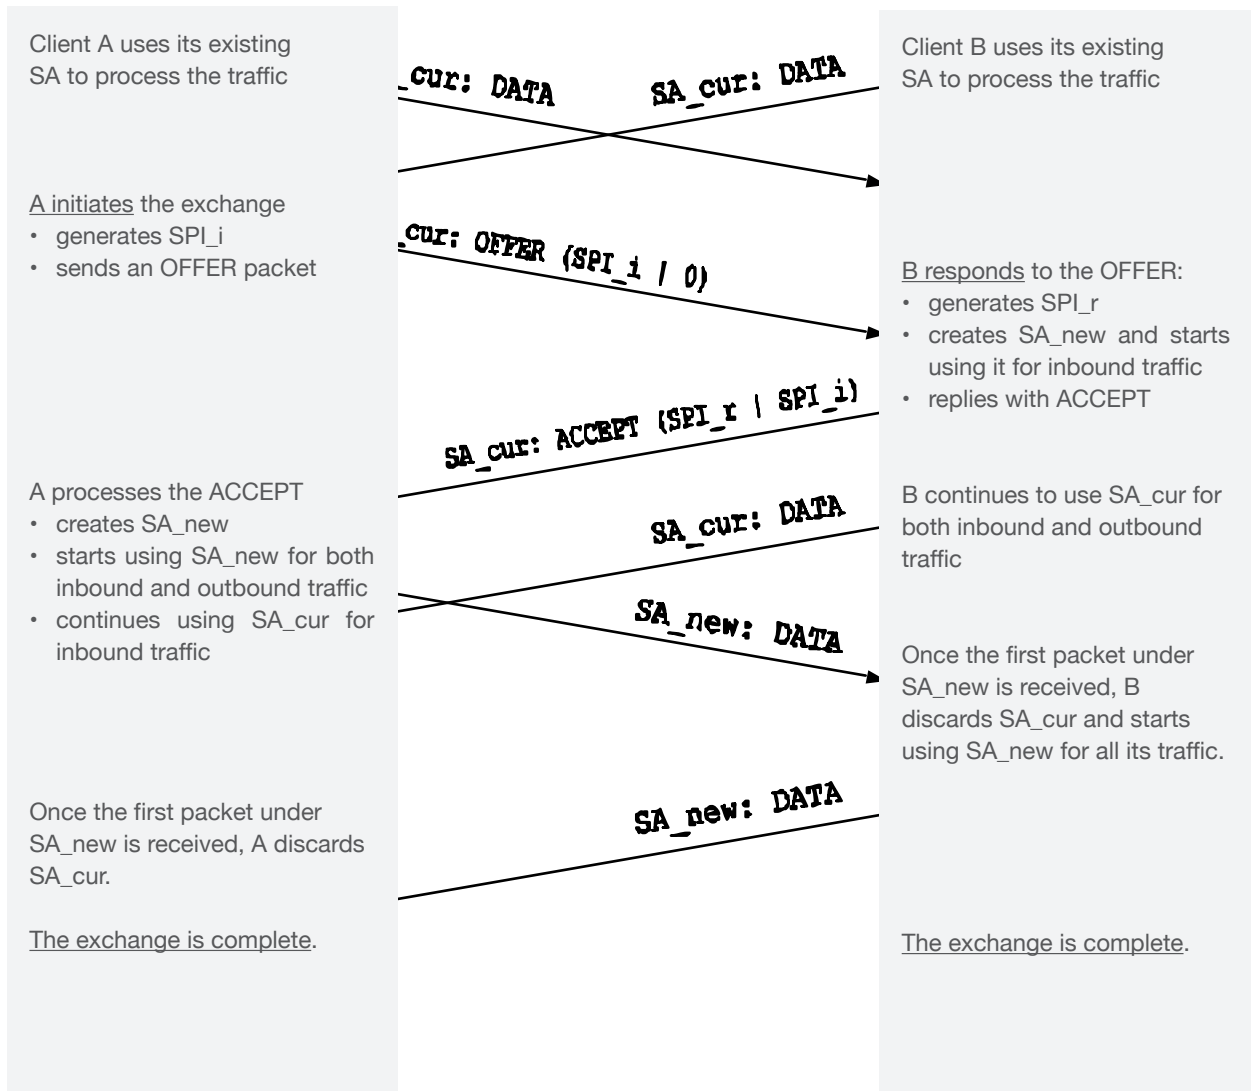 Client A uses its existing
SA to process the traffic
A initiates the exchange
• generates SPI_i
• sends an OFFER packet
A processes the ACCEPT
• creates SA_new
• starts using SA_new for both
inbound and outbound traffic
• continues using SA_cur for
inbound traffic
Once the first packet under
SA_new is received, A discards
SA_cur.
The exchange is complete.
_cur: DATA
SA_cur: DATA
_cur: OFFER (SPI_i | 0)
SA_cur: ACCEPT (SPI_r | SPI_i)
SA_cur: DATA
SA_new: DATA
SA_new: DATA
Client B uses its existing
SA to process the traffic
B responds to the OFFER:
• generates SPI_r
• creates SA_new and starts
using it for inbound traffic
• replies with ACCEPT
B continues to use SA_cur for
both inbound and outbound
traffic
Once the first packet under
SA_new is received, B
discards SA_cur and starts
using SA_new for all its traffic.
The exchange is complete.